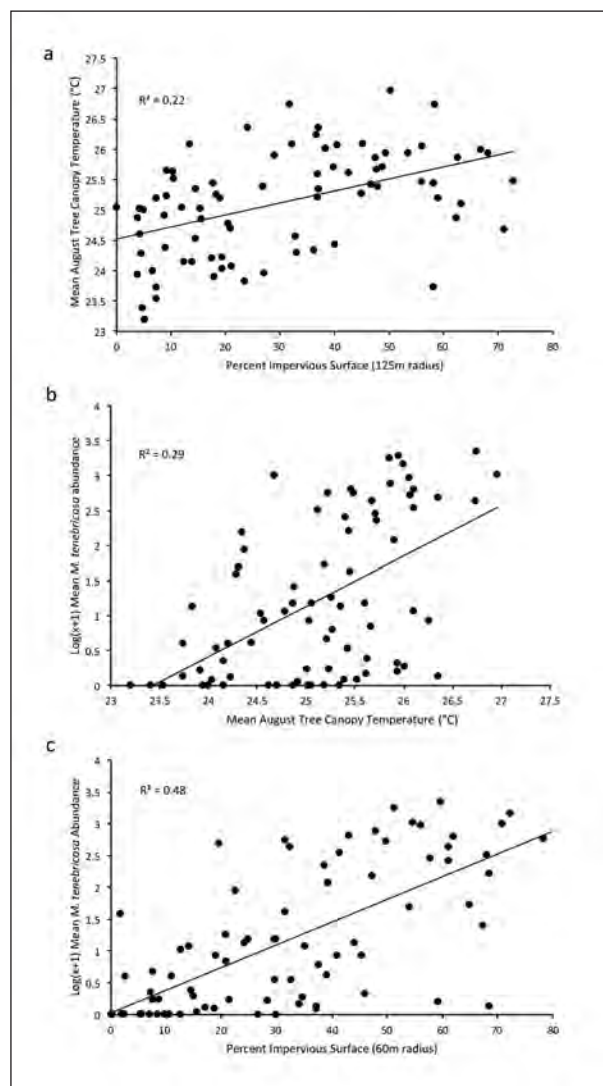 a
Mean August Tree Canopy Temperature (°C)
27.5
27
26.5
26
25.5
25
24.5
24
23.5
23
R² = 0.22
0 10 20 30 40 50 60 70 80
Percent Impervious Surface (125m radius)
b
Log(x+1) Mean M. tenebricosa abundance
4
3.5
3
2.5
2
1.5
1
0.5
0
R² = 0.29
23 23.5 24 24.5 25 25.5 26 26.5 27 27.5
Mean August Tree Canopy Temperature (°C)
c
Log(x+1) Mean M. tenebricosa Abundance
4
3.5
3
2.5
2
1.5
1
0.5
0
R² = 0.48
0 10 20 30 40 50 60 70 80
Percent Impervious Surface (60m radius)